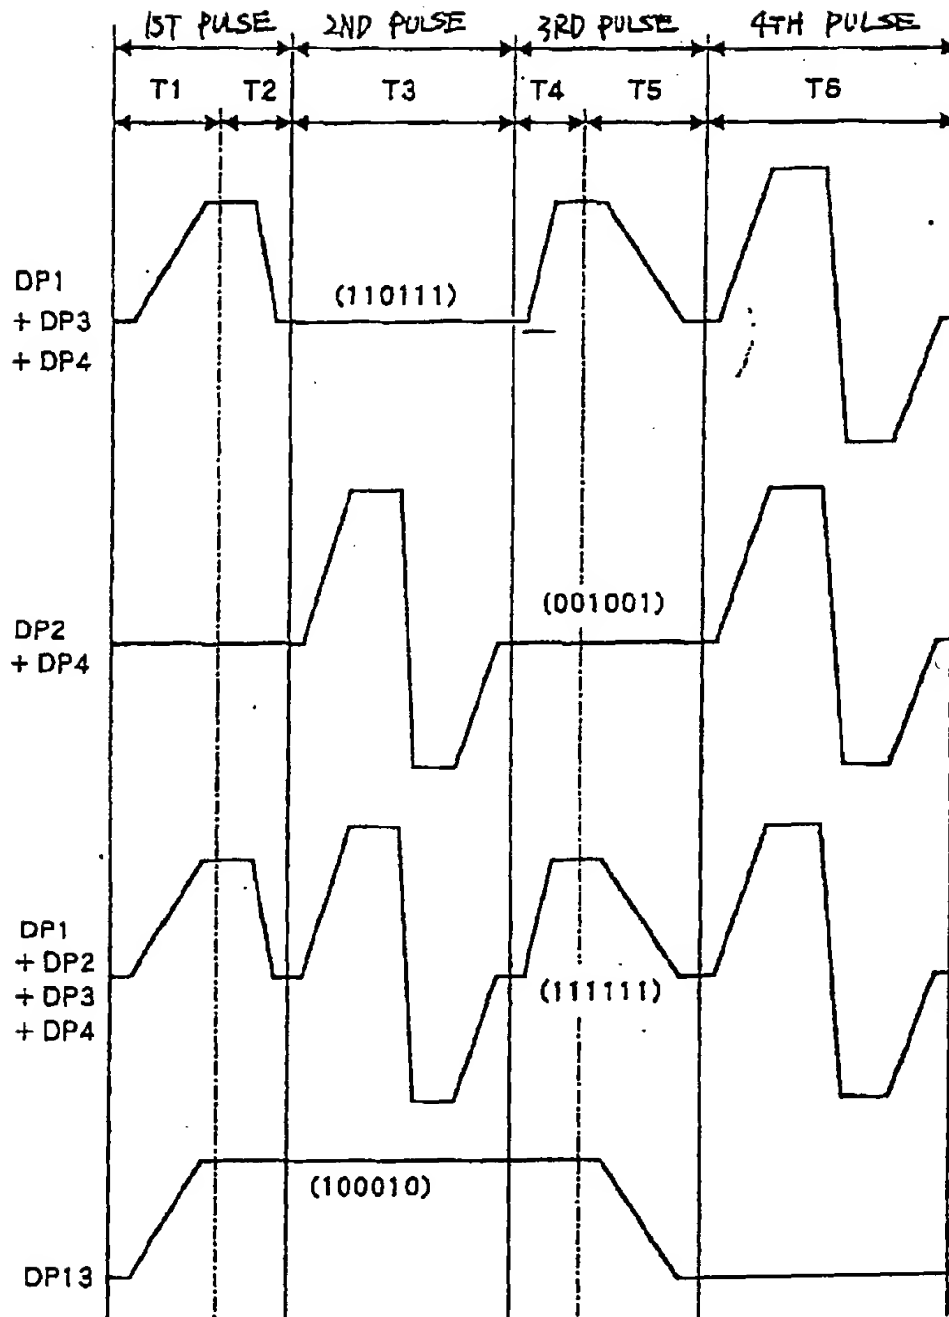 1ST PULSE 2ND PULSE 3RD PULSE 4TH PULSE
T1 T2 T3 T4 T5 T6
DP1
+ DP3
+ DP4
(110111)
DP2
+ DP4
(001001)
DP1
+ DP2
+ DP3
+ DP4
(111111)
DP13
(100010)